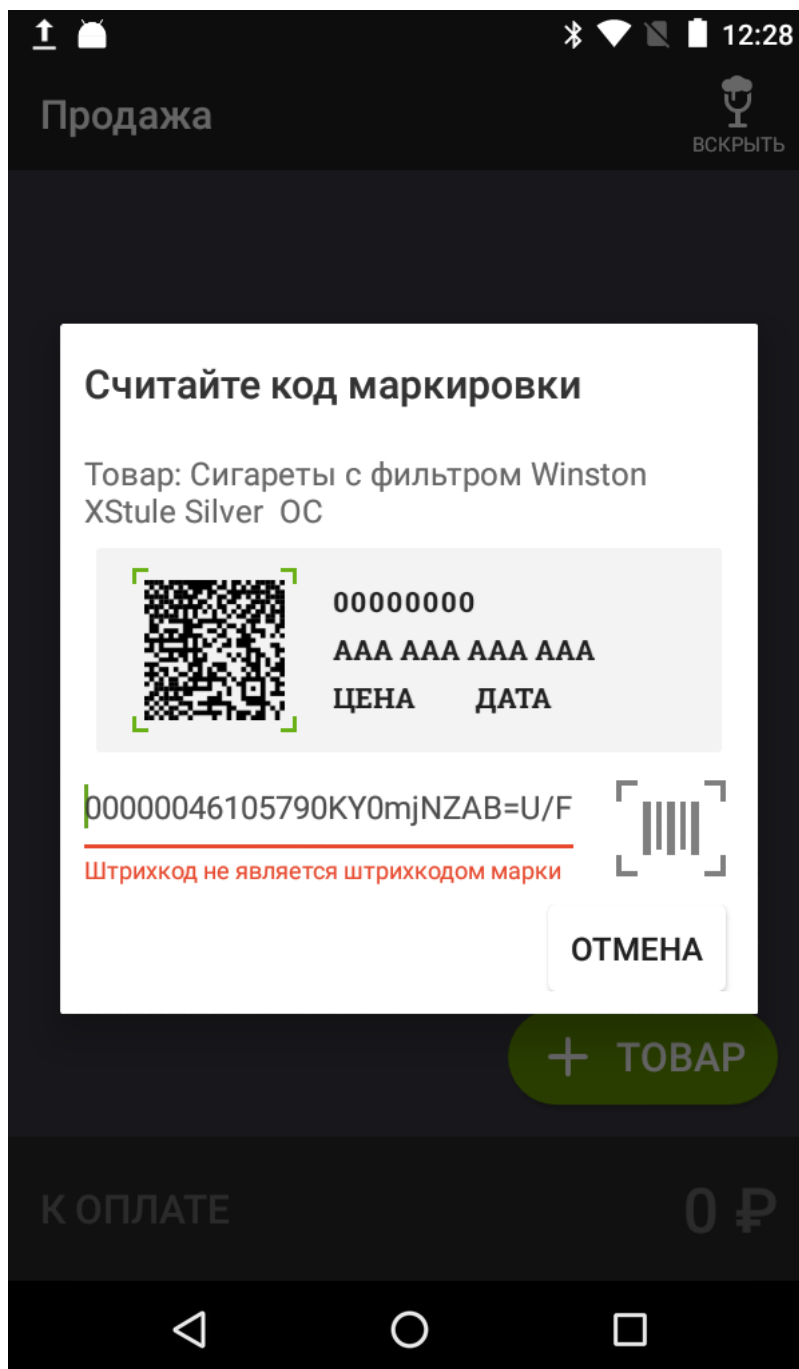 12:28
Продажа
ВСКРЫТЬ
Считайте код маркировки
Товар: Сигареты с фильтром Winston
XStule Silver OC
00000000
AAA AAA AAA AAA
ЦЕНА ДАТА
00000046105790KY0mjNZAB=U/F
Штрихкод не является штрихкодом марки
ОТМЕНА
+ ТОВАР
К ОПЛАТЕ 0 ₽